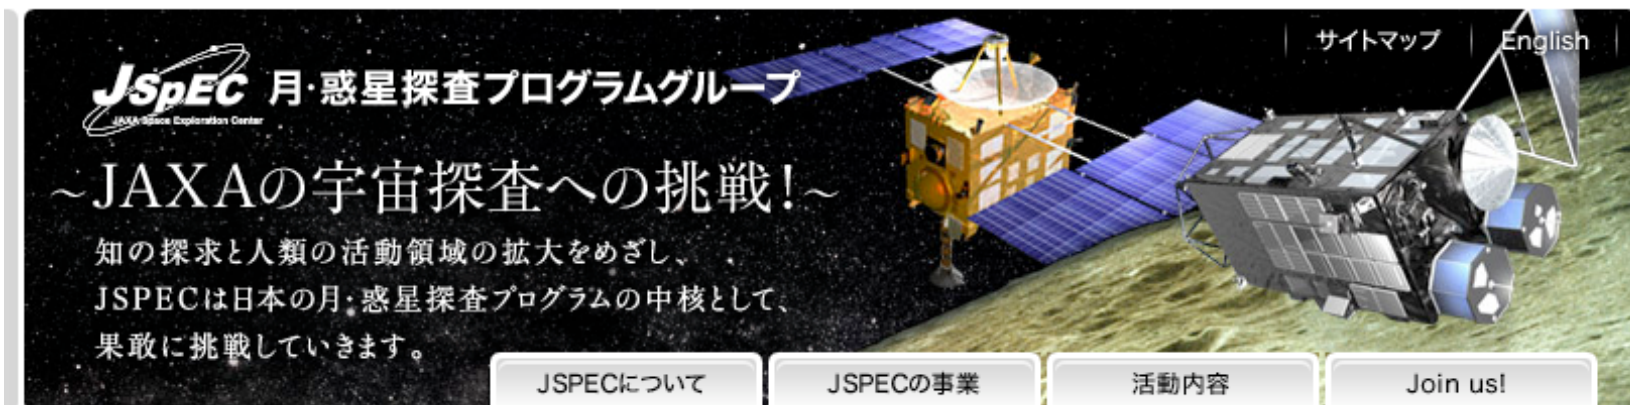 サイトマップ
English
JSPEC 月・惑星探査プログラムグループ
JAXA Space Exploration Center
～JAXAの宇宙探査への挑戦！～
知の探求と人類の活動領域の拡大をめざし、
JSPECは日本の月・惑星探査プログラムの中核として、
果敢に挑戦していきます。
JSPECについて
JSPECの事業
活動内容
Join us!